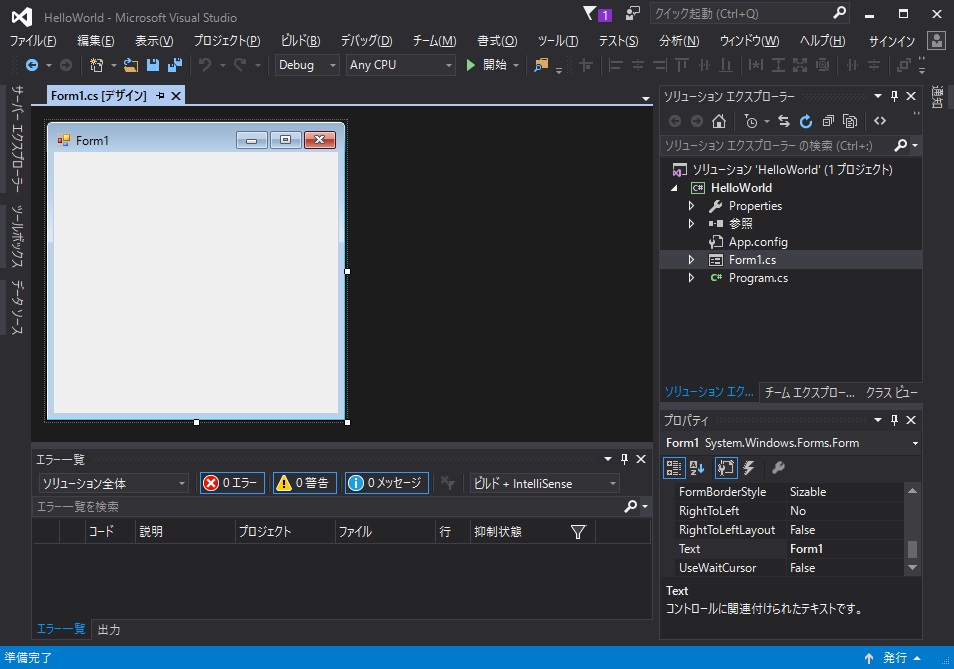 HelloWorld - Microsoft Visual Studio
1
クイック起動 (Ctrl+Q)
ファイル(F) 編集(E) 表示(V) プロジェクト(P) ビルド(B) デバッグ(D) チーム(M) 書式(O) ツール(T) テスト(S) 分析(N) ウィンドウ(W) ヘルプ(H) サインイン
Debug Any CPU 開始
サーバー エクスプローラー
ツールボックス
データ ソース
Form1.cs [デザイン]
Form1
ソリューション エクスプローラー
通知
ソリューション エクスプローラー の検索 (Ctrl+:)
ソリューション 'HelloWorld' (1 プロジェクト)
C# HelloWorld
Properties
参照
App.config
Form1.cs
C# Program.cs
ソリューション エク... チーム エクスプロー... クラス ビュー
エラー一覧
ソリューション全体 0 エラー 0 警告 0 メッセージ ビルド + IntelliSense
エラー一覧を検索
コード 説明 プロジェクト ファイル 行 抑制状態
エラー一覧 出力
プロパティ
Form1 System.Windows.Forms.Form
FormBorderStyle Sizable
RightToLeft No
RightToLeftLayout False
Text Form1
UseWaitCursor False
Text
コントロールに関連付けられたテキストです。
準備完了 発行